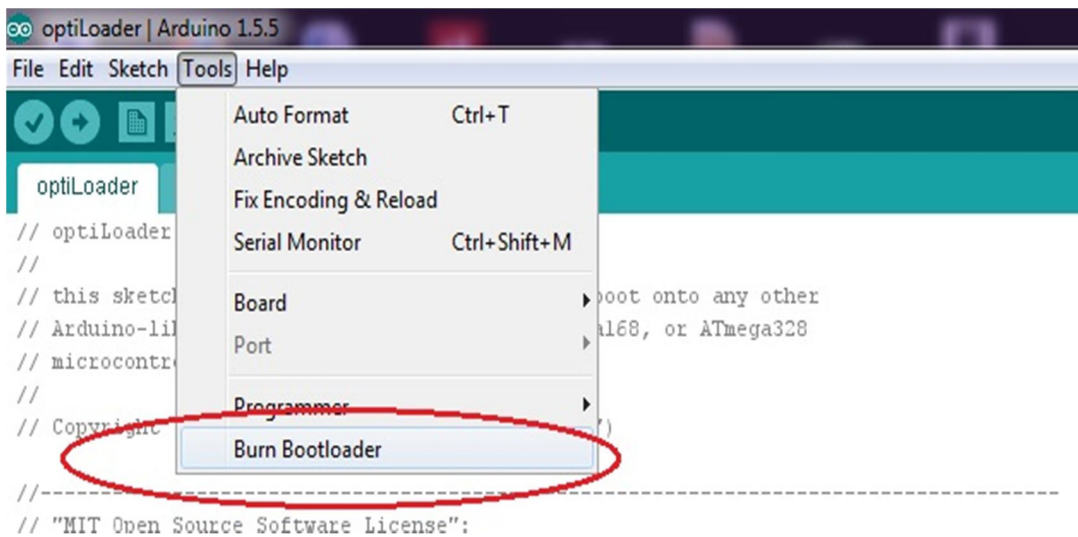 optiLoader | Arduino 1.5.5
File Edit Sketch Tools Help
Auto Format Ctrl+T
Archive Sketch
Fix Encoding & Reload
Serial Monitor Ctrl+Shift+M
Board
Port
Programmer
Burn Bootloader
optiLoader
// optiLoader
//
// this sketch oot onto any other
// Arduino-li a168, or ATmega328
// microcontr
//
// Copyright )
//------------------------------------------------------------------------------------
// "MIT Open Source Software License":